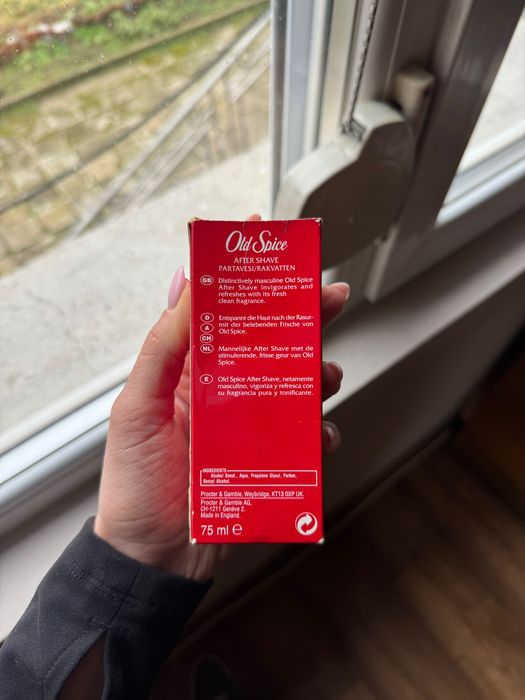 Old Spice
AFTER SHAVE
PARTAVESI/RAKVATTEN
GB Distinctively masculine Old Spice
After Shave invigorates and
refreshes with its fresh
clean fragrance.
D Entspannt die Haut nach der Rasur-
A mit der belebenden Frische von
CH Old Spice.
NL Mannelijke After Shave met de
stimulerende, frisse geur van Old
Spice.
E Old Spice After Shave, netamente
masculino, vigoriza y refresca con
su fragrancia pura y tonificante.
INGREDIENTS
Alcohol Denat., Aqua, Propylene Glycol, Parfum,
Benzyl Alcohol.
Procter & Gamble, Weybridge, KT13 0XP UK.
Procter & Gamble AG,
CH-1211 Genève 2.
Made in England.
75 ml e